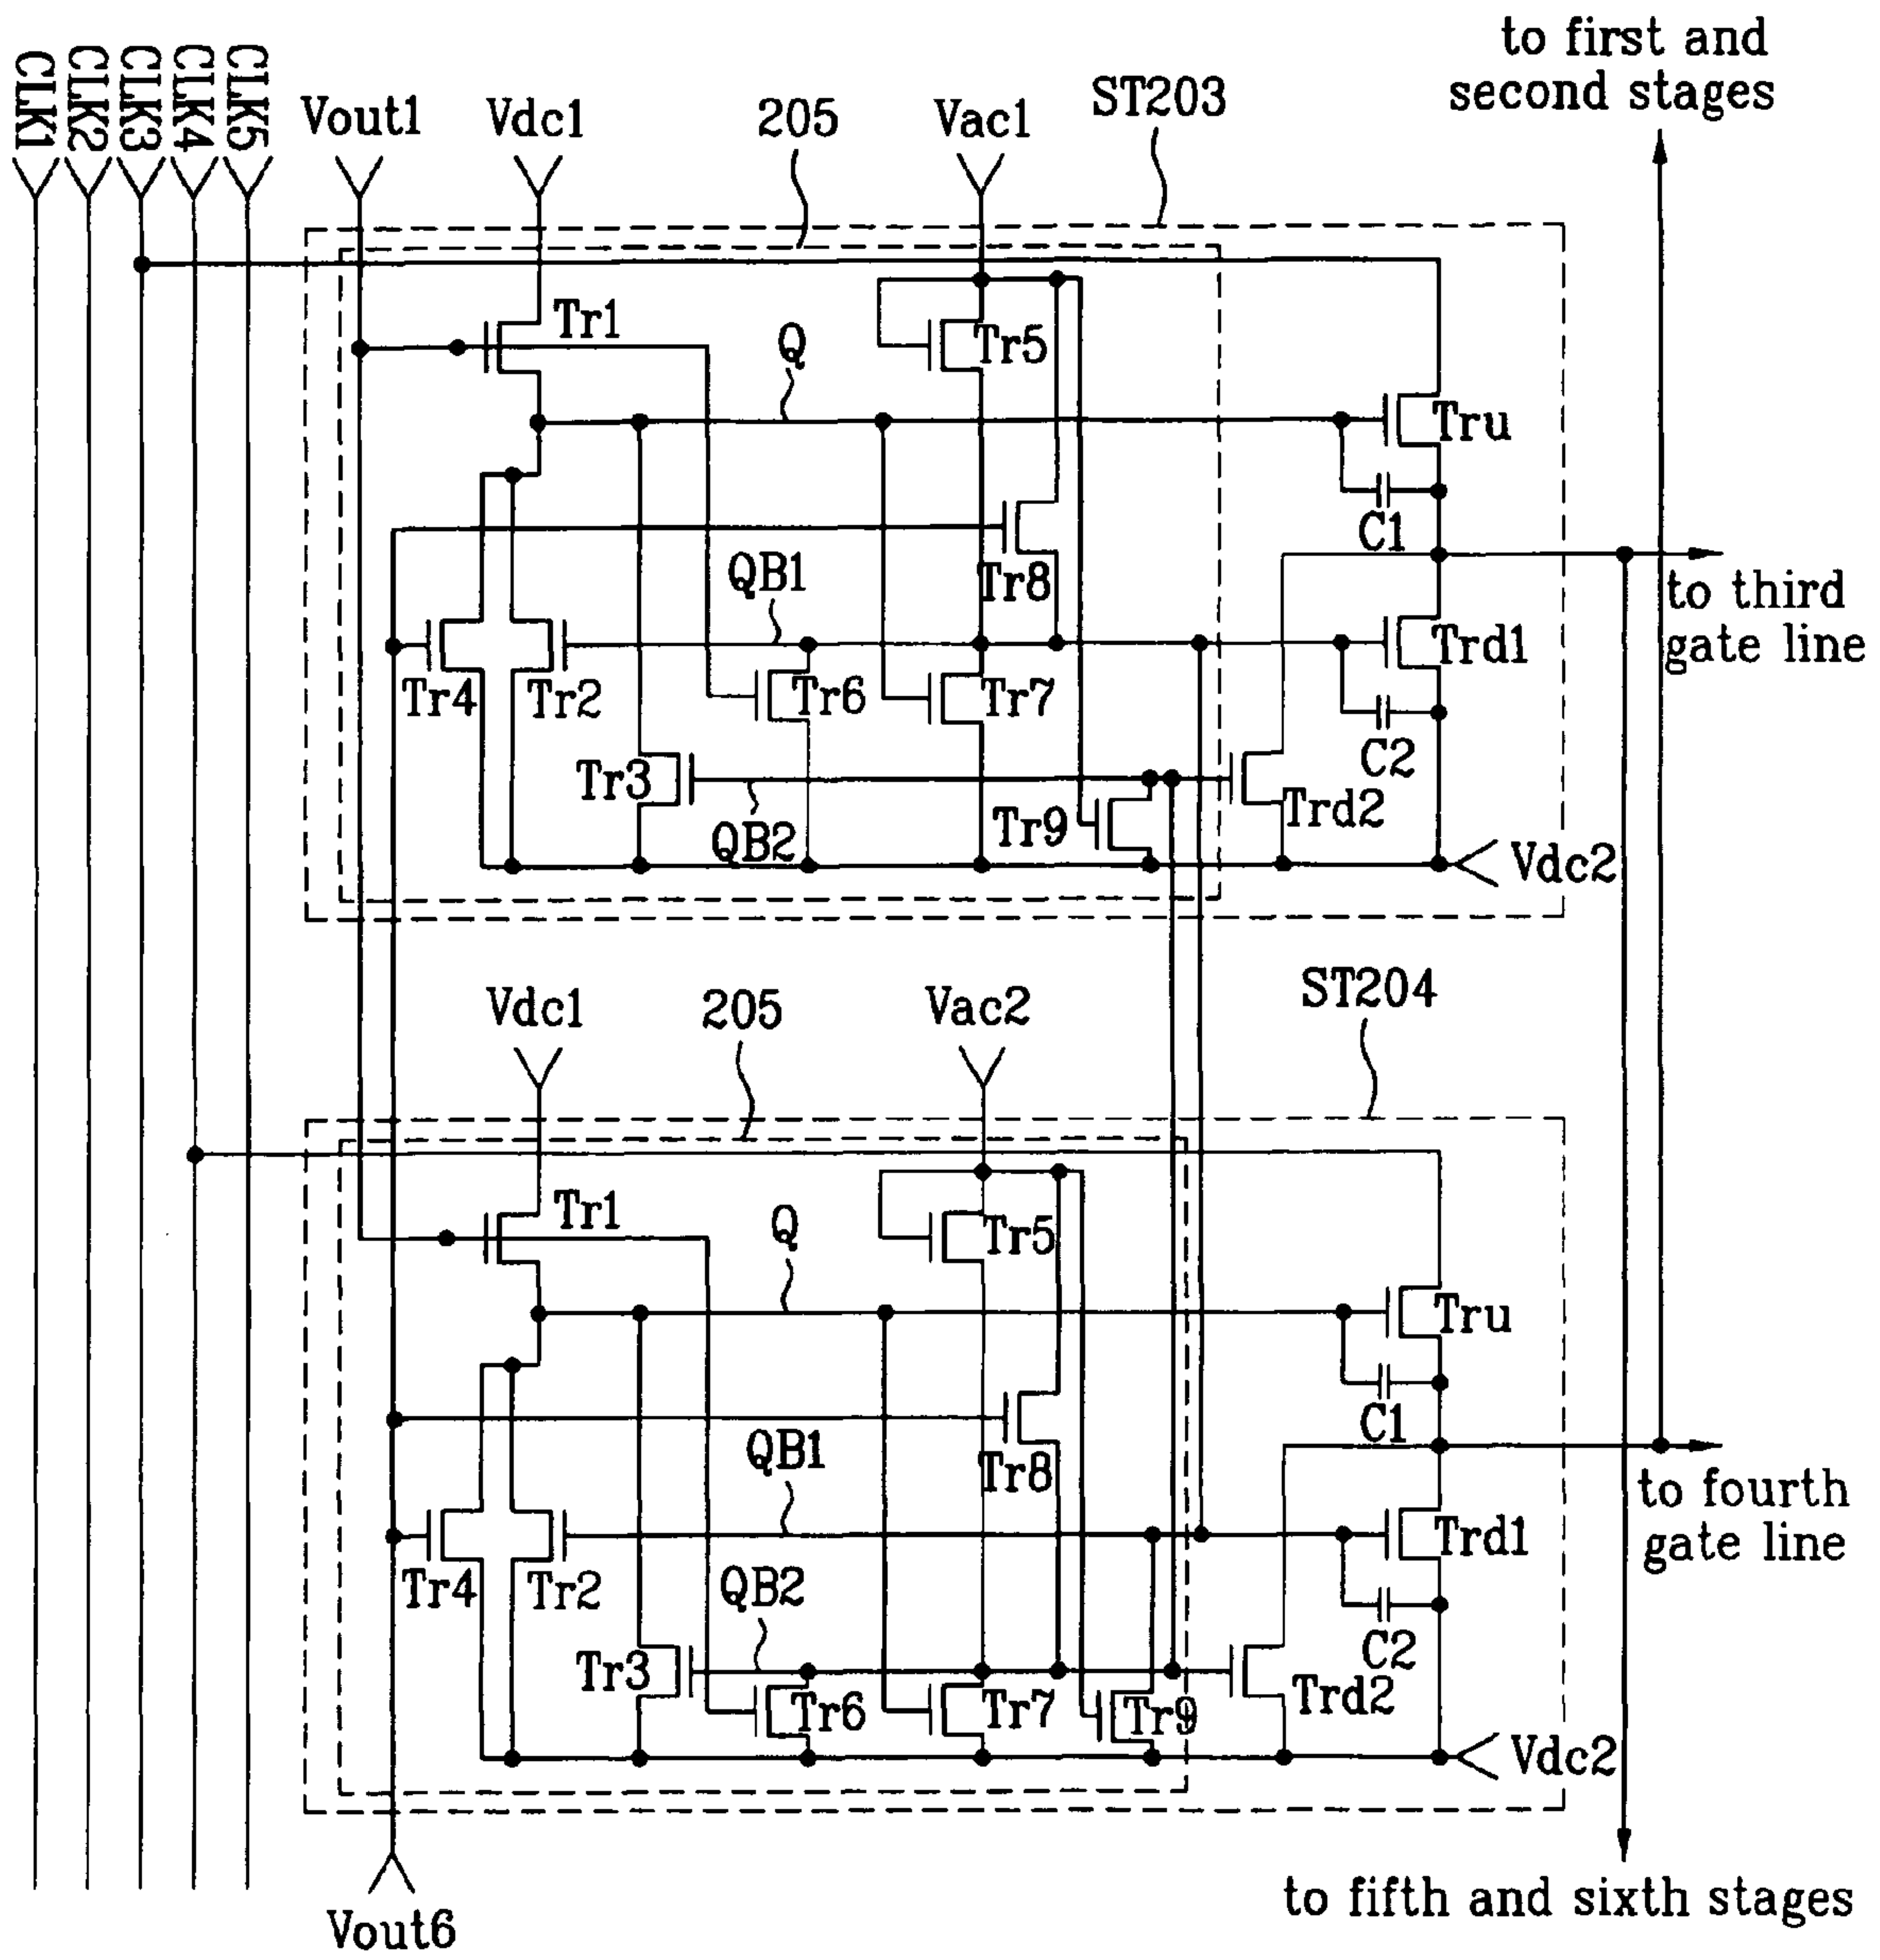 to first and
second stages
CLK1
CLK2
CLK3
CLK4
CLK5
Vout1
Vdc1
205
Vac1
ST203
Tr1
Q
Tr5
Tru
C1
QB1
Tr8
to third
gate line
Tr4
Tr2
Tr6
Tr7
Trd1
C2
Tr3
QB2
Tr9
Trd2
Vdc2
Vdc1
205
Vac2
ST204
Tr1
Q
Tr5
Tru
C1
QB1
Tr8
to fourth
gate line
Tr4
Tr2
QB2
Trd1
C2
Tr3
Tr6
Tr7
Tr9
Trd2
Vdc2
to fifth and sixth stages
Vout6